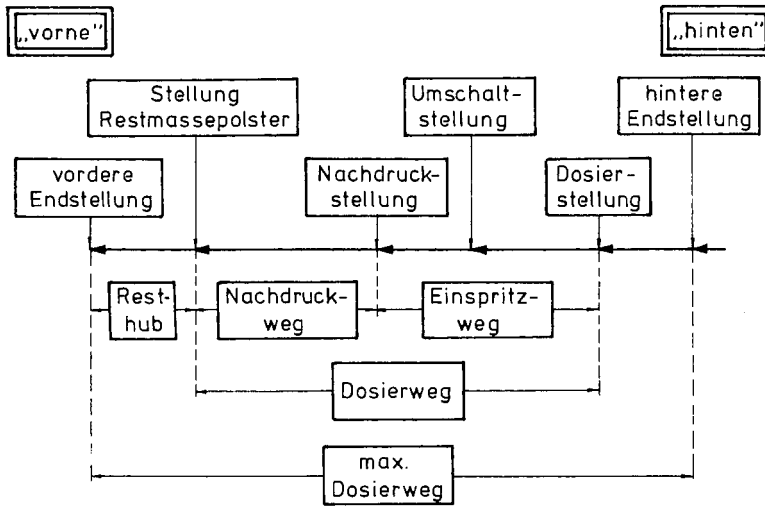 „vorne"
„hinten"
Stellung
Restmassepolster
Umschalt-
stellung
hintere
Endstellung
vordere
Endstellung
Nachdruck-
stellung
Dosier-
stellung
Rest-
hub
Nachdruck-
weg
Einspritz-
weg
Dosierweg
max.
Dosierweg